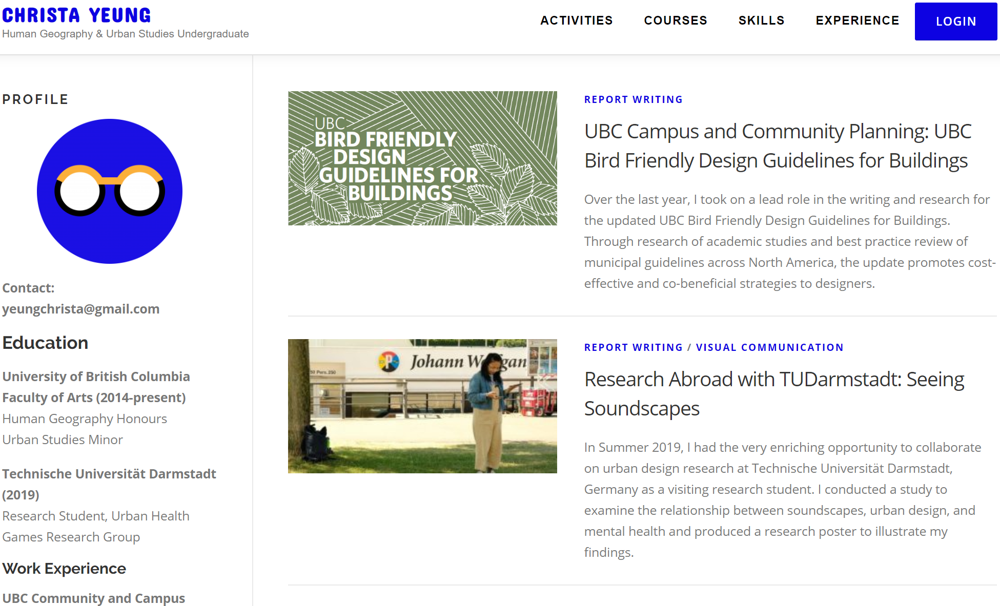 CHRISTA YEUNG
Human Geography & Urban Studies Undergraduate
ACTIVITIES
COURSES
SKILLS
EXPERIENCE
LOGIN
PROFILE
Contact:
yeungchrista@gmail.com
Education
University of British Columbia
Faculty of Arts (2014-present)
Human Geography Honours
Urban Studies Minor
Technische Universität Darmstadt
(2019)
Research Student, Urban Health
Games Research Group
Work Experience
UBC Community and Campus
UBC
BIRD FRIENDLY
DESIGN
GUIDELINES FOR
BUILDINGS
REPORT WRITING
UBC Campus and Community Planning: UBC
Bird Friendly Design Guidelines for Buildings
Over the last year, I took on a lead role in the writing and research for
the updated UBC Bird Friendly Design Guidelines for Buildings.
Through research of academic studies and best practice review of
municipal guidelines across North America, the update promotes cost-
effective and co-beneficial strategies to designers.
P
Johann
REPORT WRITING / VISUAL COMMUNICATION
Research Abroad with TUDarmstadt: Seeing
Soundscapes
In Summer 2019, I had the very enriching opportunity to collaborate
on urban design research at Technische Universität Darmstadt,
Germany as a visiting research student. I conducted a study to
examine the relationship between soundscapes, urban design, and
mental health and produced a research poster to illustrate my
findings.